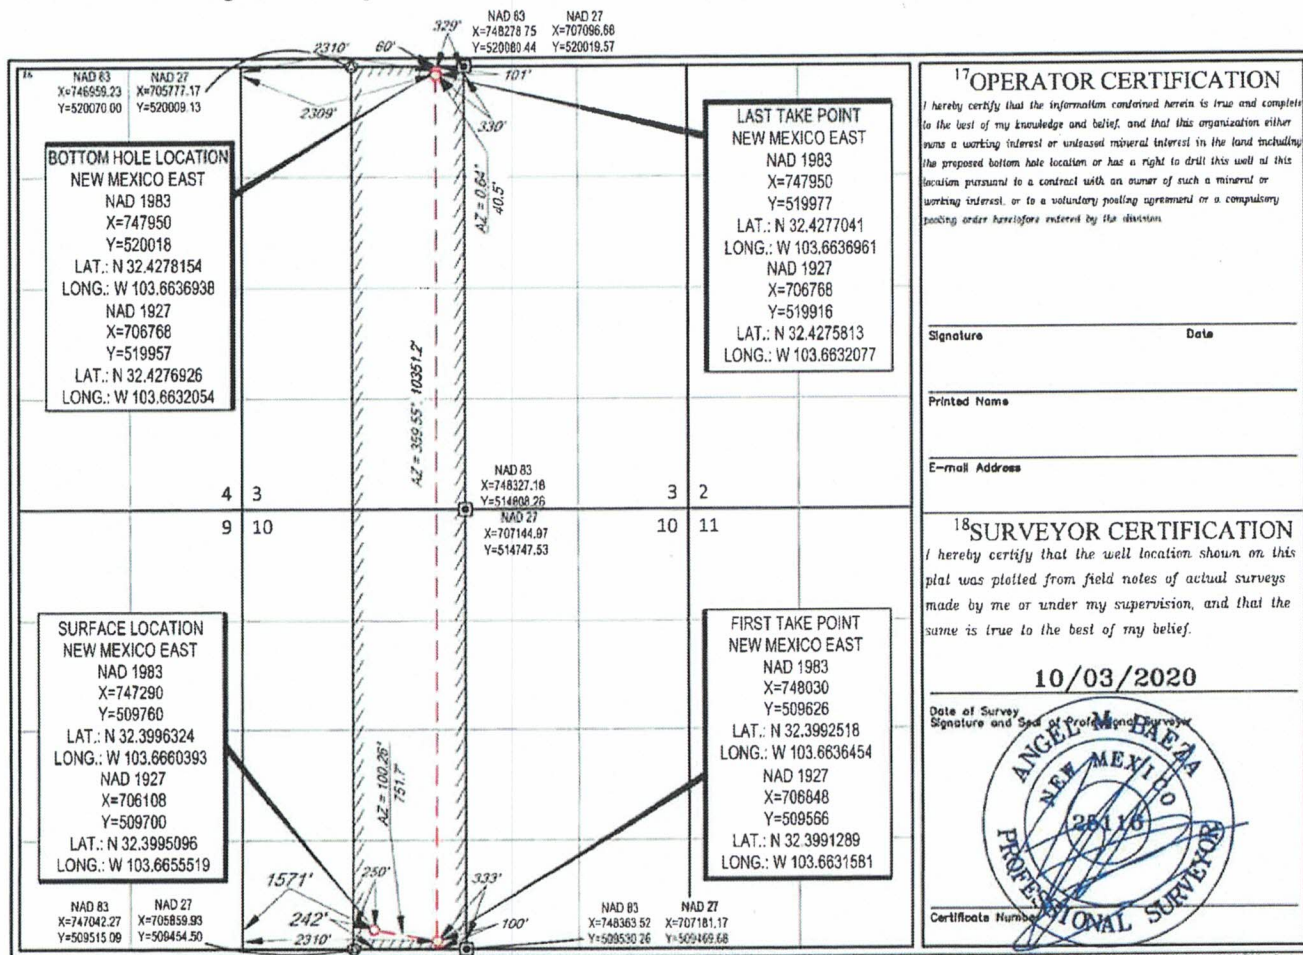 NAD 63 NAD 27
X=748278.75 X=707096.68
Y=520080.44 Y=520019.57
329'
2310'
60'
101'
2309'
330'
16
NAD 83 NAD 27
X=746959.23 X=705777.17
Y=520070.00 Y=520009.13
BOTTOM HOLE LOCATION
NEW MEXICO EAST
NAD 1983
X=747950
Y=520018
LAT.: N 32.4278154
LONG.: W 103.6636938
NAD 1927
X=706768
Y=519957
LAT.: N 32.4276926
LONG.: W 103.6632054
AZ = 0.64°
40.5'
LAST TAKE POINT
NEW MEXICO EAST
NAD 1983
X=747950
Y=519977
LAT.: N 32.4277041
LONG.: W 103.6636961
NAD 1927
X=706768
Y=519916
LAT.: N 32.4275813
LONG.: W 103.6632077
AZ = 359.55°, 10351.2'
4 3
9 10
NAD 83
X=748327.18
Y=514808.26
NAD 27
X=707144.97
Y=514747.53
3 2
10 11
SURFACE LOCATION
NEW MEXICO EAST
NAD 1983
X=747290
Y=509760
LAT.: N 32.3996324
LONG.: W 103.6660393
NAD 1927
X=706108
Y=509700
LAT.: N 32.3995096
LONG.: W 103.6655519
AZ = 100.26°
751.7'
FIRST TAKE POINT
NEW MEXICO EAST
NAD 1983
X=748030
Y=509626
LAT.: N 32.3992518
LONG.: W 103.6636454
NAD 1927
X=706848
Y=509566
LAT.: N 32.3991289
LONG.: W 103.6631581
1571'
250'
333'
242'
2310'
100'
NAD 83 NAD 27
X=747042.27 X=705859.93
Y=509515.09 Y=509454.50
NAD 83 NAD 27
X=748363.52 X=707181.17
Y=509530.26 Y=509469.68
17 OPERATOR CERTIFICATION
I hereby certify that the information contained herein is true and complete
to the best of my knowledge and belief, and that this organization either
owns a working interest or unleased mineral interest in the land including
the proposed bottom hole location or has a right to drill this well at this
location pursuant to a contract with an owner of such a mineral or
working interest, or to a voluntary pooling agreement or a compulsory
pooling order heretofore entered by the division
Signature Date
Printed Name
E-mail Address
18 SURVEYOR CERTIFICATION
I hereby certify that the well location shown on this
plat was plotted from field notes of actual surveys
made by me or under my supervision, and that the
same is true to the best of my belief.
10/03/2020
Date of Survey
Signature and Seal of Professional Surveyor
ANGEL M. BAEZA
NEW MEXICO
25116
PROFESSIONAL SURVEYOR
Certificate Number